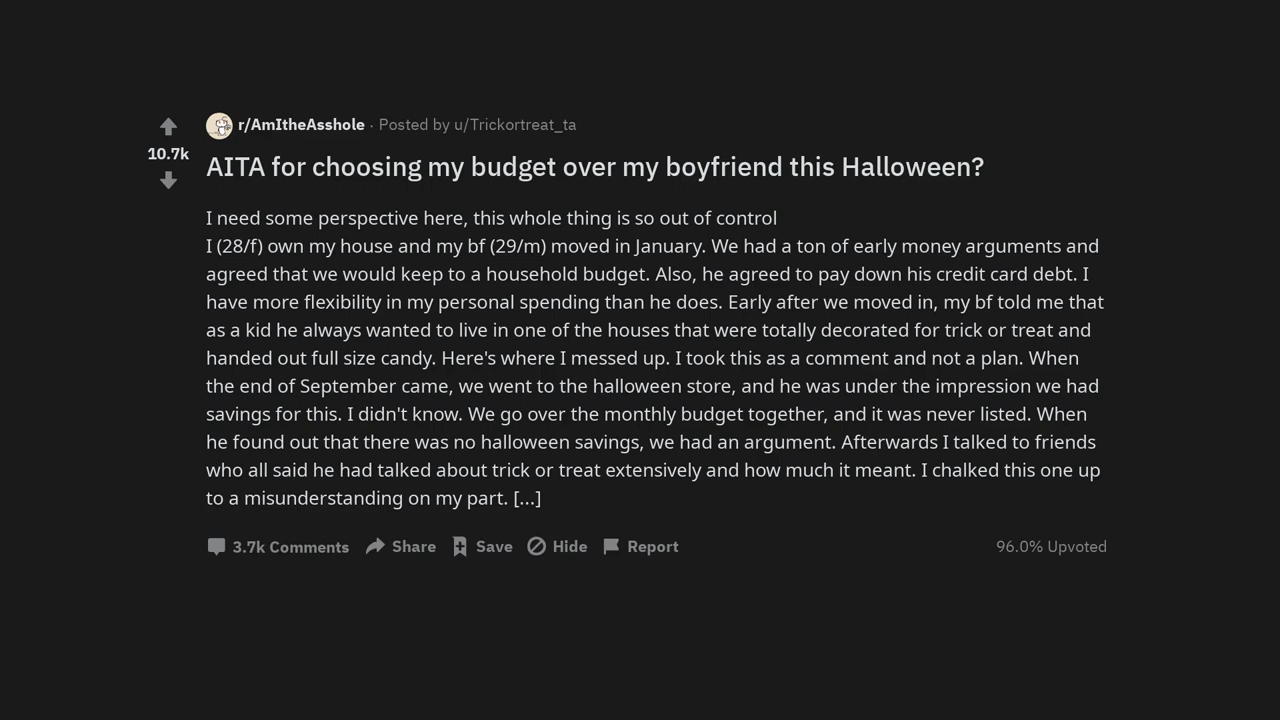 r/AmItheAsshole · Posted by u/Trickortreat_ta
10.7k
AITA for choosing my budget over my boyfriend this Halloween?
I need some perspective here, this whole thing is so out of control
I (28/f) own my house and my bf (29/m) moved in January. We had a ton of early money arguments and
agreed that we would keep to a household budget. Also, he agreed to pay down his credit card debt. I
have more flexibility in my personal spending than he does. Early after we moved in, my bf told me that
as a kid he always wanted to live in one of the houses that were totally decorated for trick or treat and
handed out full size candy. Here's where I messed up. I took this as a comment and not a plan. When
the end of September came, we went to the halloween store, and he was under the impression we had
savings for this. I didn't know. We go over the monthly budget together, and it was never listed. When
he found out that there was no halloween savings, we had an argument. Afterwards I talked to friends
who all said he had talked about trick or treat extensively and how much it meant. I chalked this one up
to a misunderstanding on my part. [...]
3.7k Comments Share Save Hide Report 96.0% Upvoted